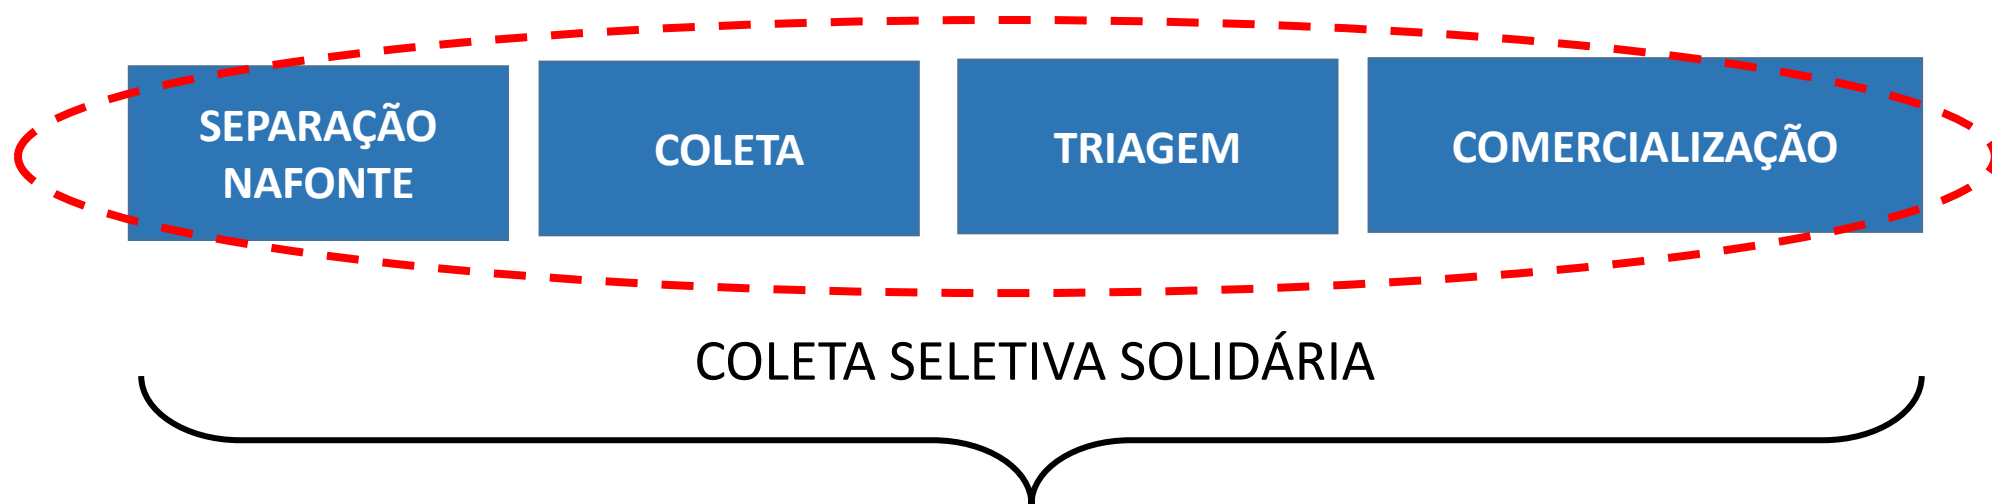 SEPARAÇÃO
NAFONTE
COLETA
TRIAGEM
COMERCIALIZAÇÃO
COLETA SELETIVA SOLIDÁRIA